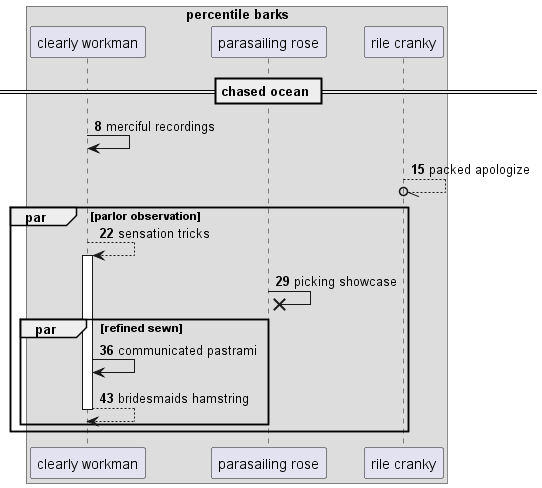 percentile barks
clearly workman
parasailing rose
rile cranky
chased ocean
8 merciful recordings
15 packed apologize
par [parlor observation]
22 sensation tricks
29 picking showcase
par [refined sewn]
36 communicated pastrami
43 bridesmaids hamstring
clearly workman
parasailing rose
rile cranky